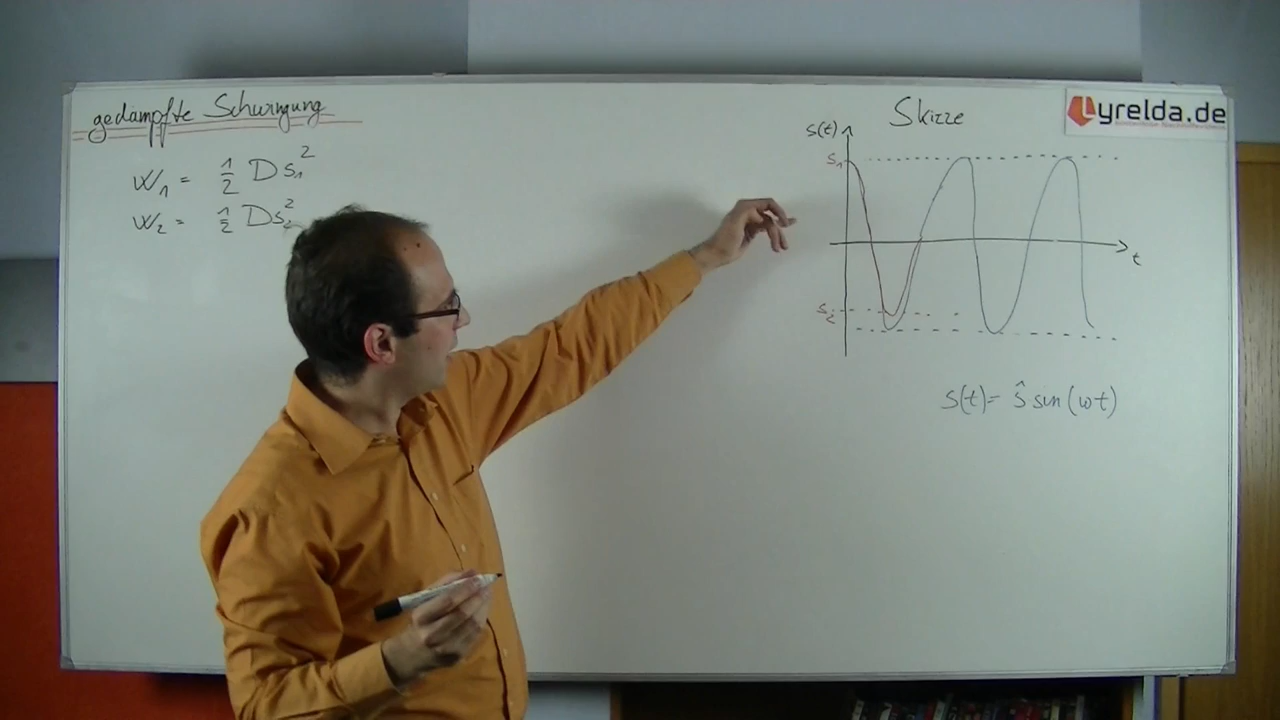 gedämpfte Schwingung
W₁ = ½ D s₁²
W₂ = ½ D s₂²
Skizze
Lyrelda.de
s(t)
s₁
t
s₂
s(t) = ŝ sin(ωt)